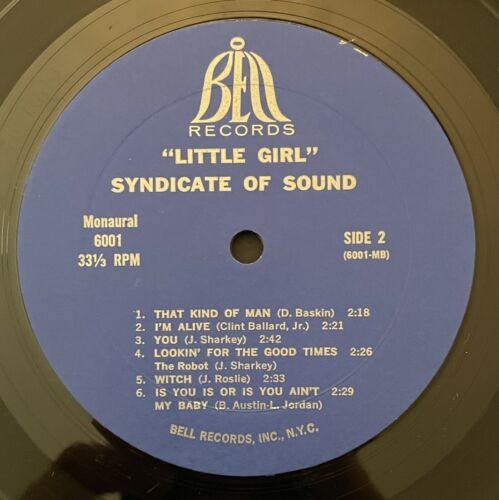 BELL
RECORDS
"LITTLE GIRL"
SYNDICATE OF SOUND
Monaural
6001
33⅓ RPM
SIDE 2
(6001-MB)
1. THAT KIND OF MAN (D. Baskin) 2:18
2. I'M ALIVE (Clint Ballard, Jr.) 2:21
3. YOU (J. Sharkey) 2:42
4. LOOKIN' FOR THE GOOD TIMES 2:26
The Robot (J. Sharkey)
5. WITCH (J. Roslie) 2:33
6. IS YOU IS OR IS YOU AIN'T 2:29
MY BABY (B. Austin-L. Jordan)
BELL RECORDS, INC., N.Y.C.